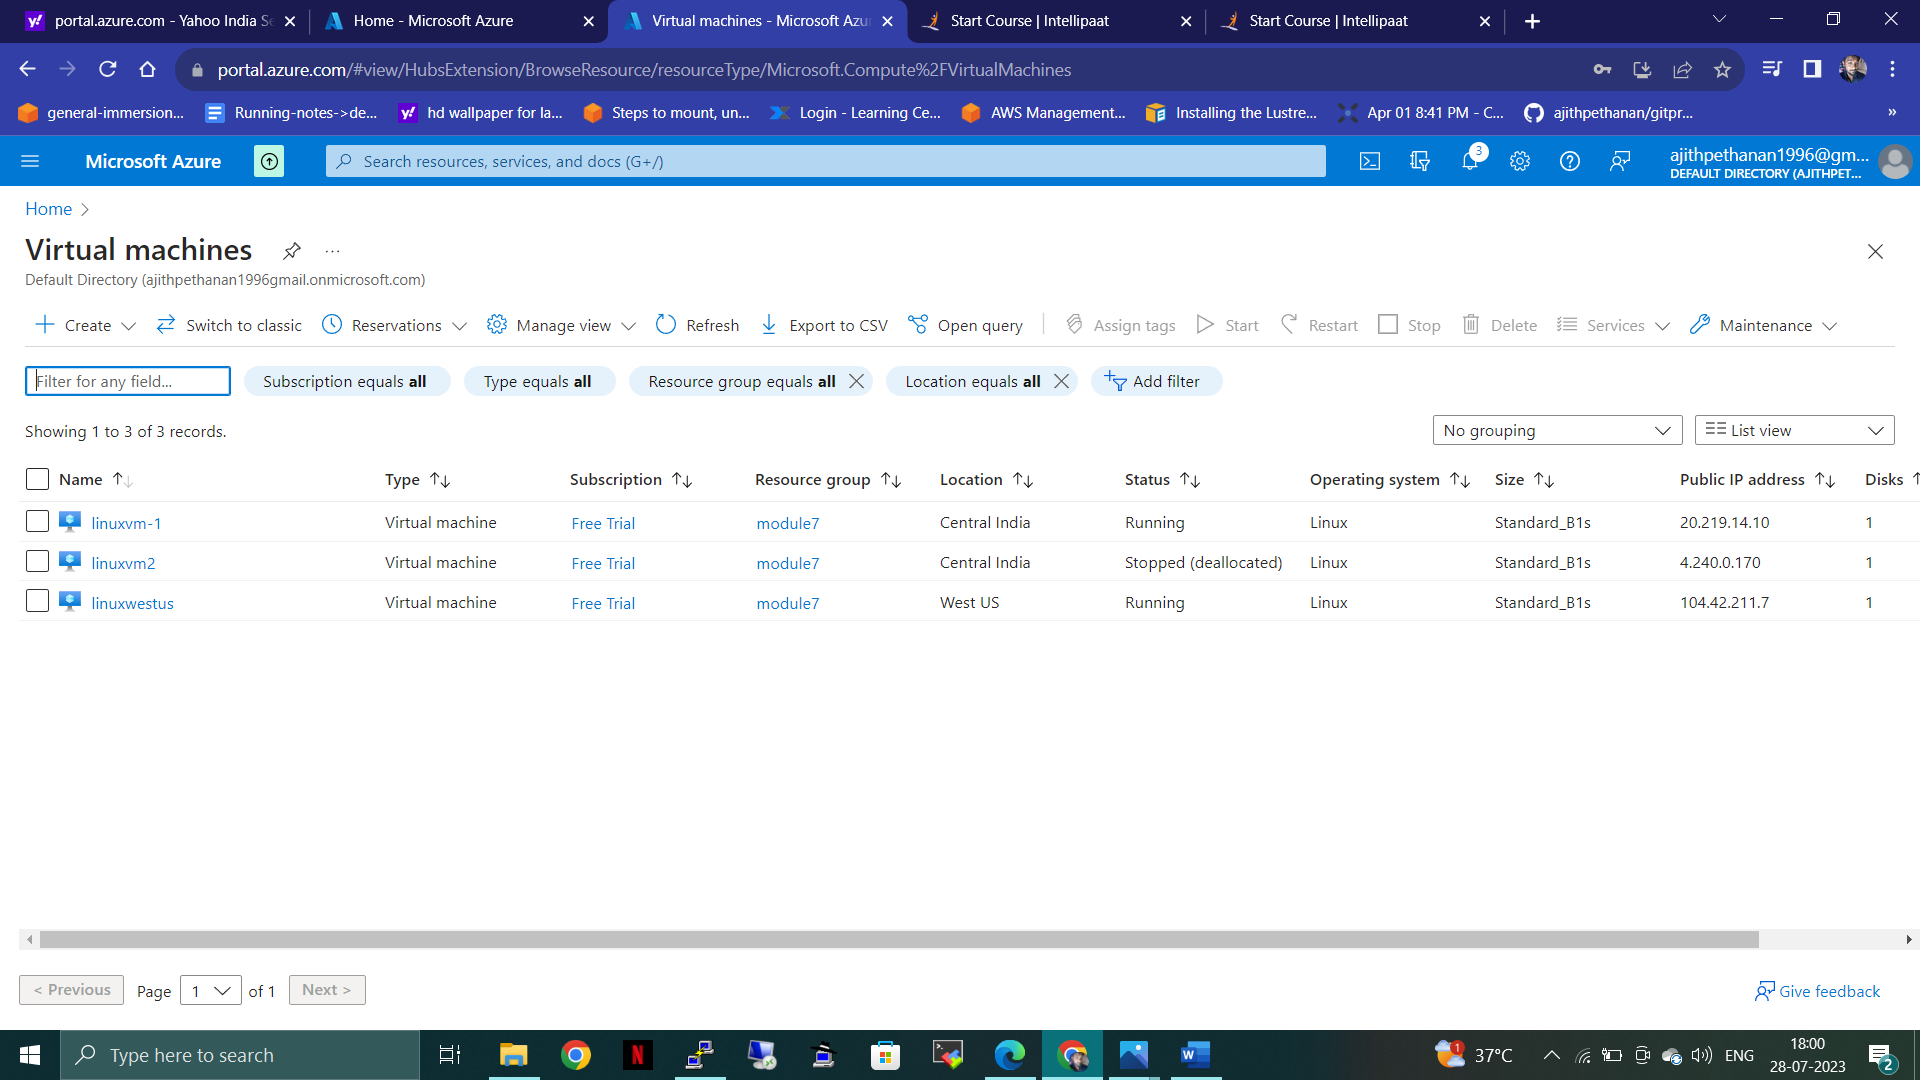 portal.azure.com - Yahoo India Se
Home - Microsoft Azure
Virtual machines - Microsoft Azu
Start Course | Intellipaat
Start Course | Intellipaat
portal.azure.com/#view/HubsExtension/BrowseResource/resourceType/Microsoft.Compute%2FVirtualMachines
general-immersion...
Running-notes->de...
hd wallpaper for la...
Steps to mount, un...
Login - Learning Ce...
AWS Management...
Installing the Lustre...
Apr 01 8:41 PM - C...
ajithpethanan/gitpr...
»
Microsoft Azure
Search resources, services, and docs (G+/)
3
ajithpethanan1996@gm...
DEFAULT DIRECTORY (AJITHPET...
Home >
Virtual machines
...
Default Directory (ajithpethanan1996gmail.onmicrosoft.com)
Create
Switch to classic
Reservations
Manage view
Refresh
Export to CSV
Open query
Assign tags
Start
Restart
Stop
Delete
Services
Maintenance
Filter for any field...
Subscription equals all
Type equals all
Resource group equals all
Location equals all
Add filter
Showing 1 to 3 of 3 records.
No grouping
List view
Name Type Subscription Resource group Location Status Operating system Size Public IP address Disks
linuxvm-1 Virtual machine Free Trial module7 Central India Running Linux Standard_B1s 20.219.14.10 1
linuxvm2 Virtual machine Free Trial module7 Central India Stopped (deallocated) Linux Standard_B1s 4.240.0.170 1
linuxwestus Virtual machine Free Trial module7 West US Running Linux Standard_B1s 104.42.211.7 1
< Previous Page 1 of 1 Next >
Give feedback
Type here to search
N
W
1
37°C
ENG
18:00
28-07-2023
2